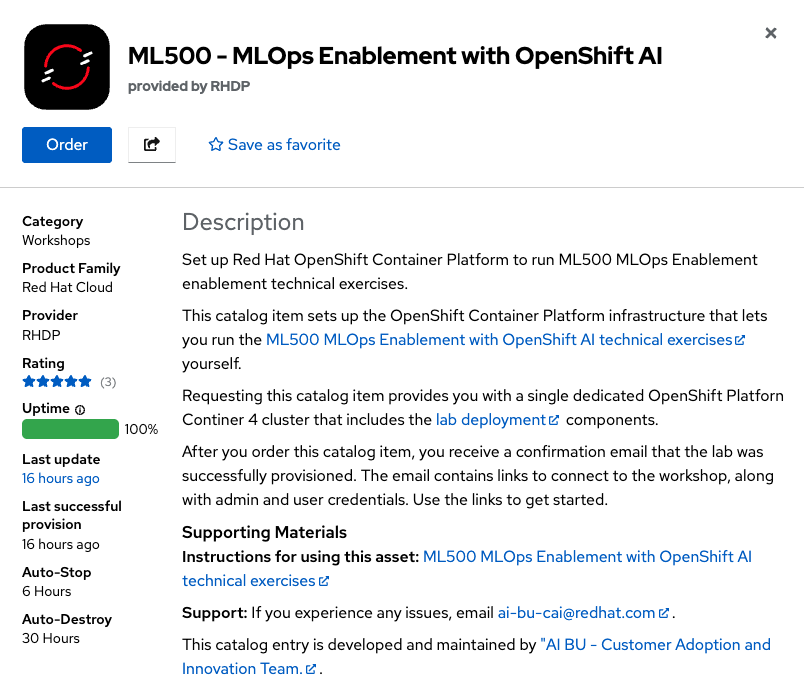 ML500 - MLOps Enablement with OpenShift AI
provided by RHDP
Order
Save as favorite
Category
Workshops
Product Family
Red Hat Cloud
Provider
RHDP
Rating
(3)
Uptime
100%
Last update
16 hours ago
Last successful
provision
16 hours ago
Auto-Stop
6 Hours
Auto-Destroy
30 Hours
Description
Set up Red Hat OpenShift Container Platform to run ML500 MLOps Enablement
enablement technical exercises.
This catalog item sets up the OpenShift Container Platform infrastructure that lets
you run the ML500 MLOps Enablement with OpenShift AI technical exercises
yourself.
Requesting this catalog item provides you with a single dedicated OpenShift Platforn
Continer 4 cluster that includes the lab deployment components.
After you order this catalog item, you receive a confirmation email that the lab was
successfully provisioned. The email contains links to connect to the workshop, along
with admin and user credentials. Use the links to get started.
Supporting Materials
Instructions for using this asset: ML500 MLOps Enablement with OpenShift AI
technical exercises
Support: If you experience any issues, email ai-bu-cai@redhat.com .
This catalog entry is developed and maintained by "AI BU - Customer Adoption and
Innovation Team. .